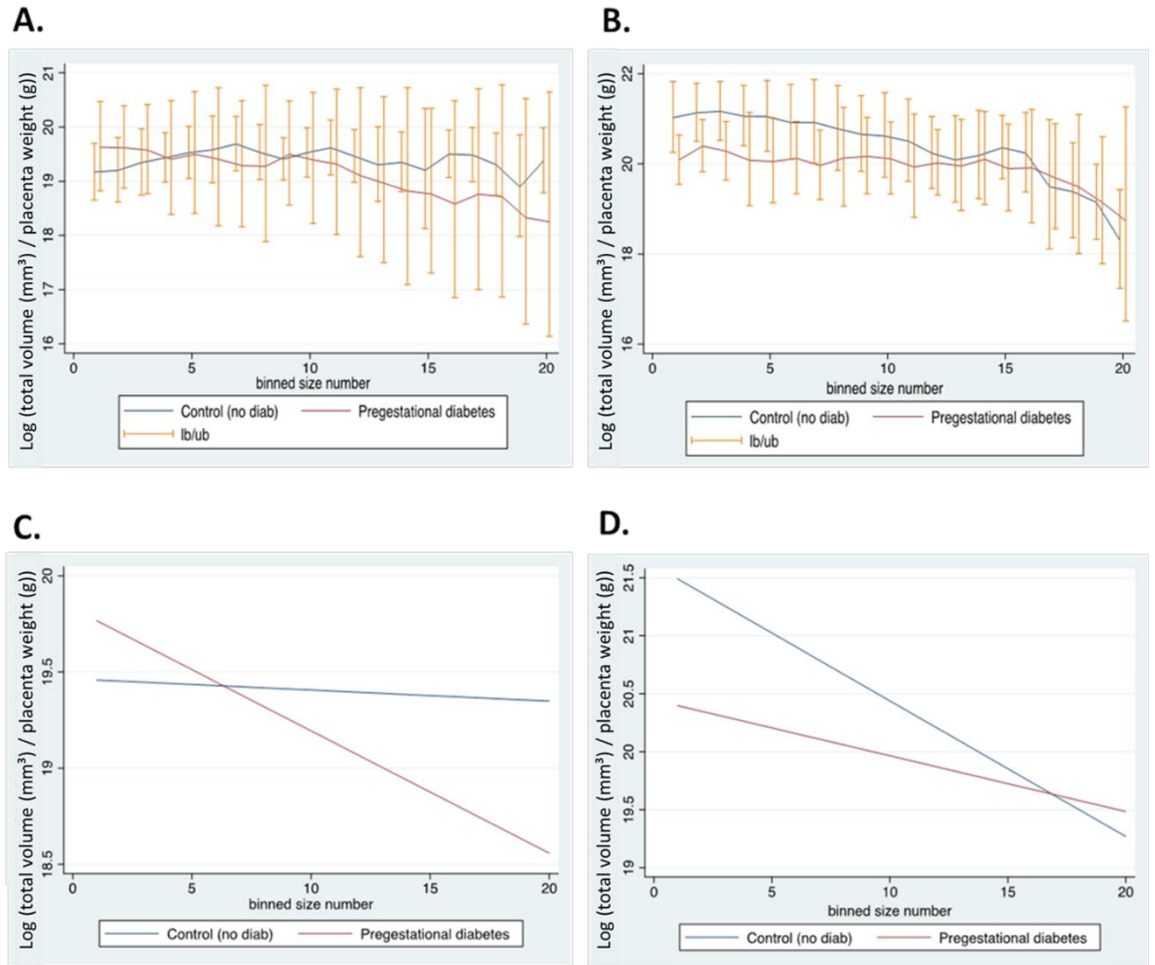 A.
Log (total volume (mm³) / placenta weight (g))
21
20
19
18
17
16
0 5 10 15 20
binned size number
Control (no diab) Pregestational diabetes
lb/ub
B.
Log (total volume (mm³) / placenta weight (g))
22
20
18
16
0 5 10 15 20
binned size number
Control (no diab) Pregestational diabetes
lb/ub
C.
Log (total volume (mm³) / placenta weight (g))
20
19.5
19
18.5
0 5 10 15 20
binned size number
Control (no diab) Pregestational diabetes
D.
Log (total volume (mm³) / placenta weight (g))
21.5
21
20.5
20
19.5
19
0 5 10 15 20
binned size number
Control (no diab) Pregestational diabetes